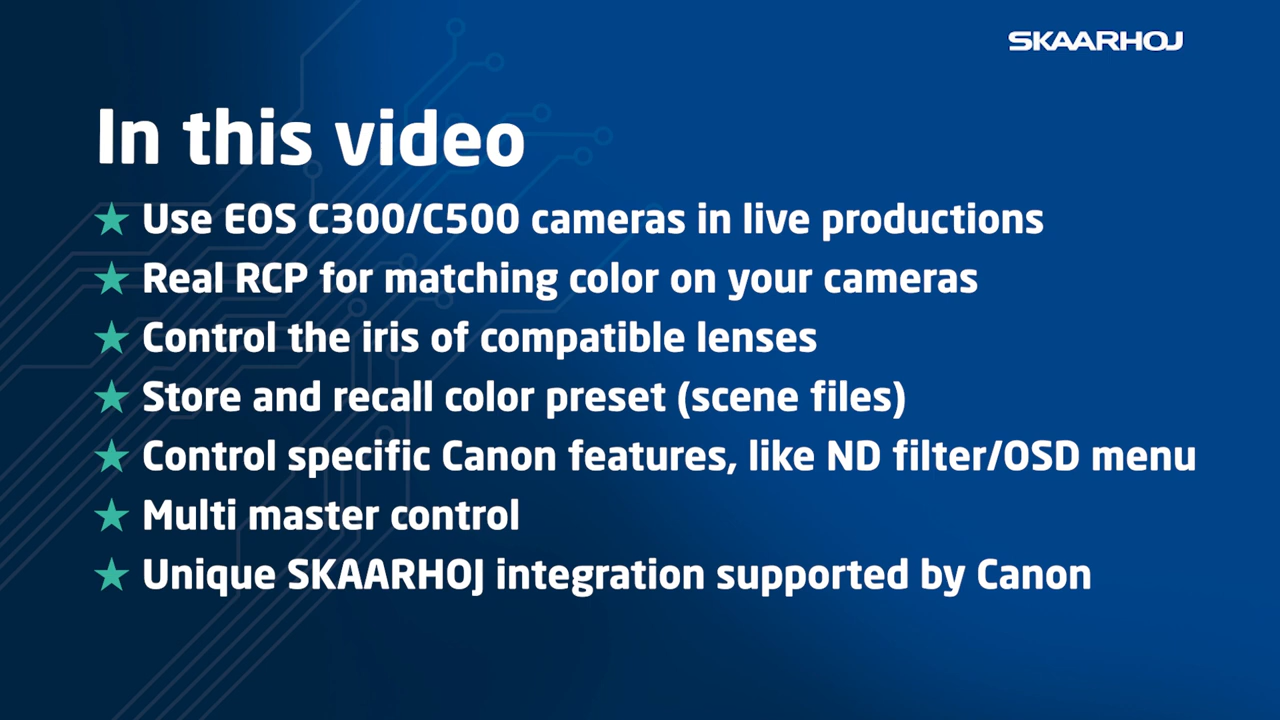 SKAARHOJ
In this video
Use EOS C300/C500 cameras in live productions
Real RCP for matching color on your cameras
Control the iris of compatible lenses
Store and recall color preset (scene files)
Control specific Canon features, like ND filter/OSD menu
Multi master control
Unique SKAARHOJ integration supported by Canon